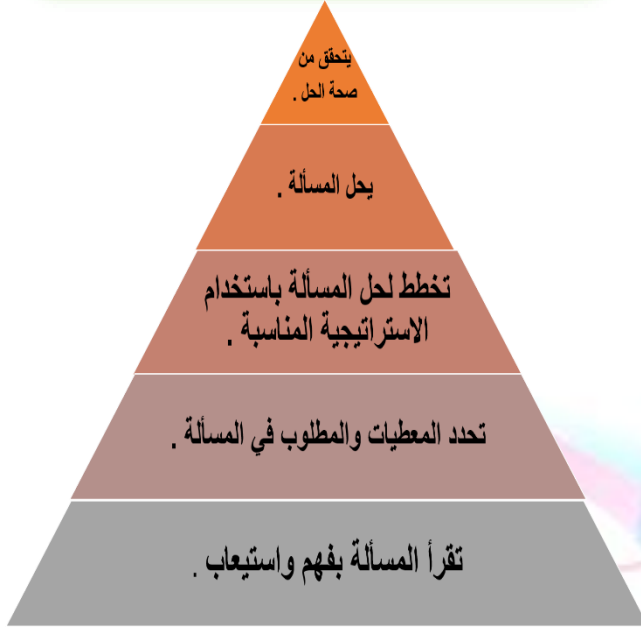 يتحقق من
صحة الحل .
يحل المسألة .
تخطط لحل المسألة باستخدام
الاستراتيجية المناسبة .
تحدد المعطيات والمطلوب في المسألة .
تقرأ المسألة بفهم واستيعاب .